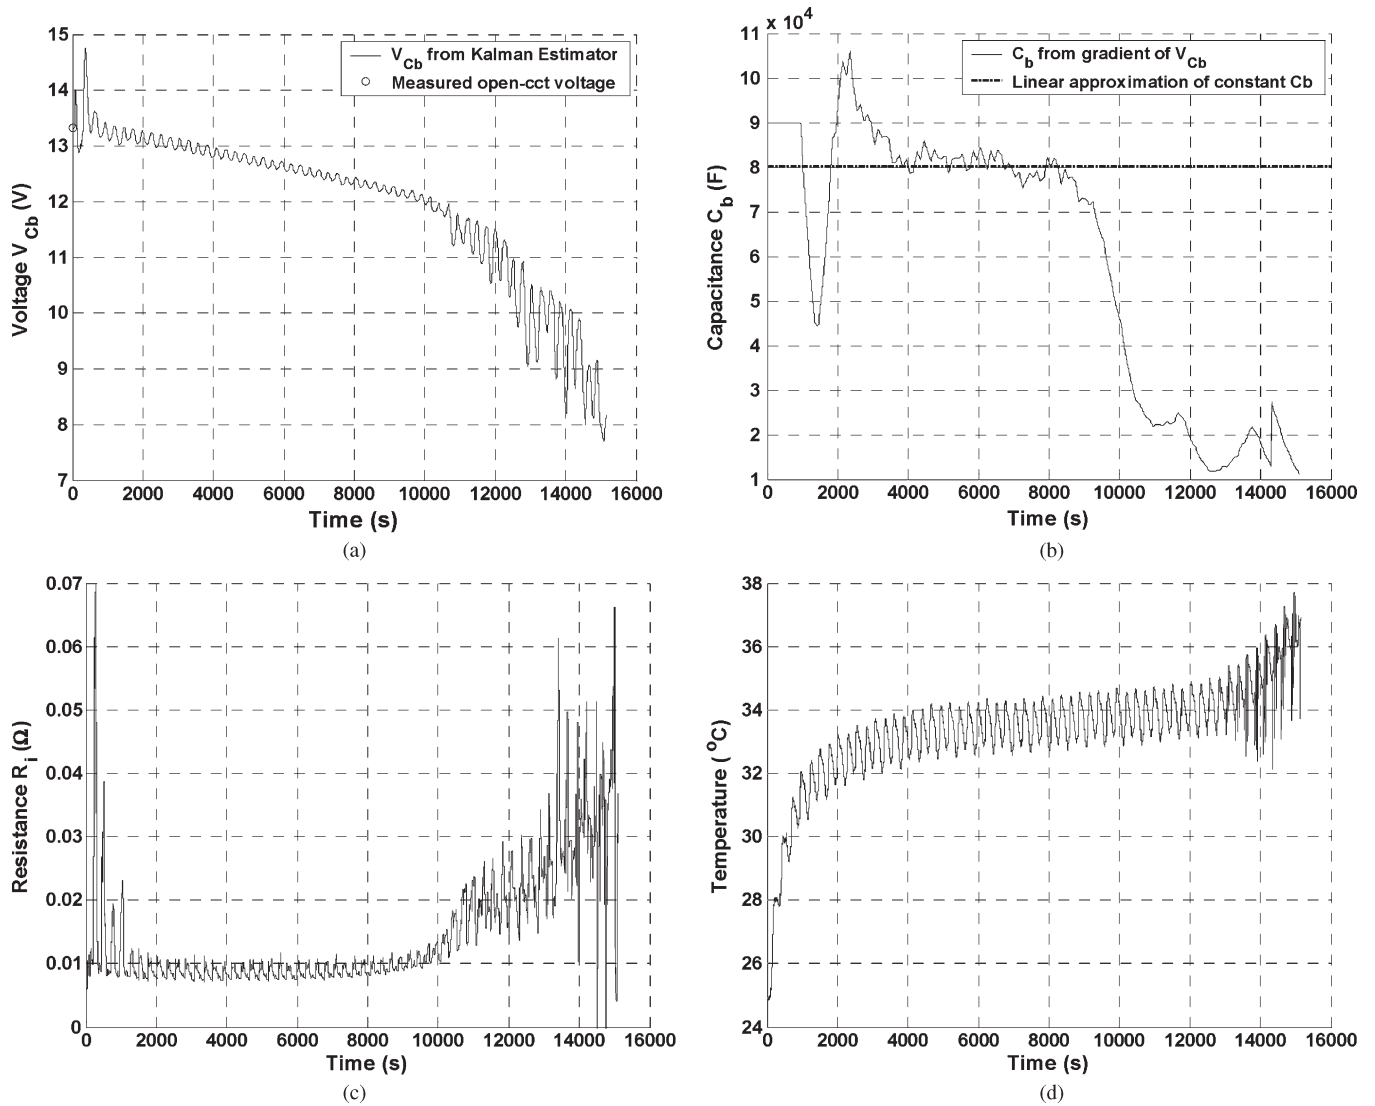 15
14
13
12
11
10
9
8
7
Voltage V_Cb (V)
V_Cb from Kalman Estimator
Measured open-cct voltage
0 2000 4000 6000 8000 10000 12000 14000 16000
Time (s)
(a)
x 10^4
11
10
9
8
7
6
5
4
3
2
1
Capacitance C_b (F)
C_b from gradient of V_Cb
Linear approximation of constant Cb
0 2000 4000 6000 8000 10000 12000 14000 16000
Time (s)
(b)
0.07
0.06
0.05
0.04
0.03
0.02
0.01
0
Resistance R_i (Ω)
0 2000 4000 6000 8000 10000 12000 14000 16000
Time (s)
(c)
38
36
34
32
30
28
26
24
Temperature ( °C)
0 2000 4000 6000 8000 10000 12000 14000 16000
Time (s)
(d)